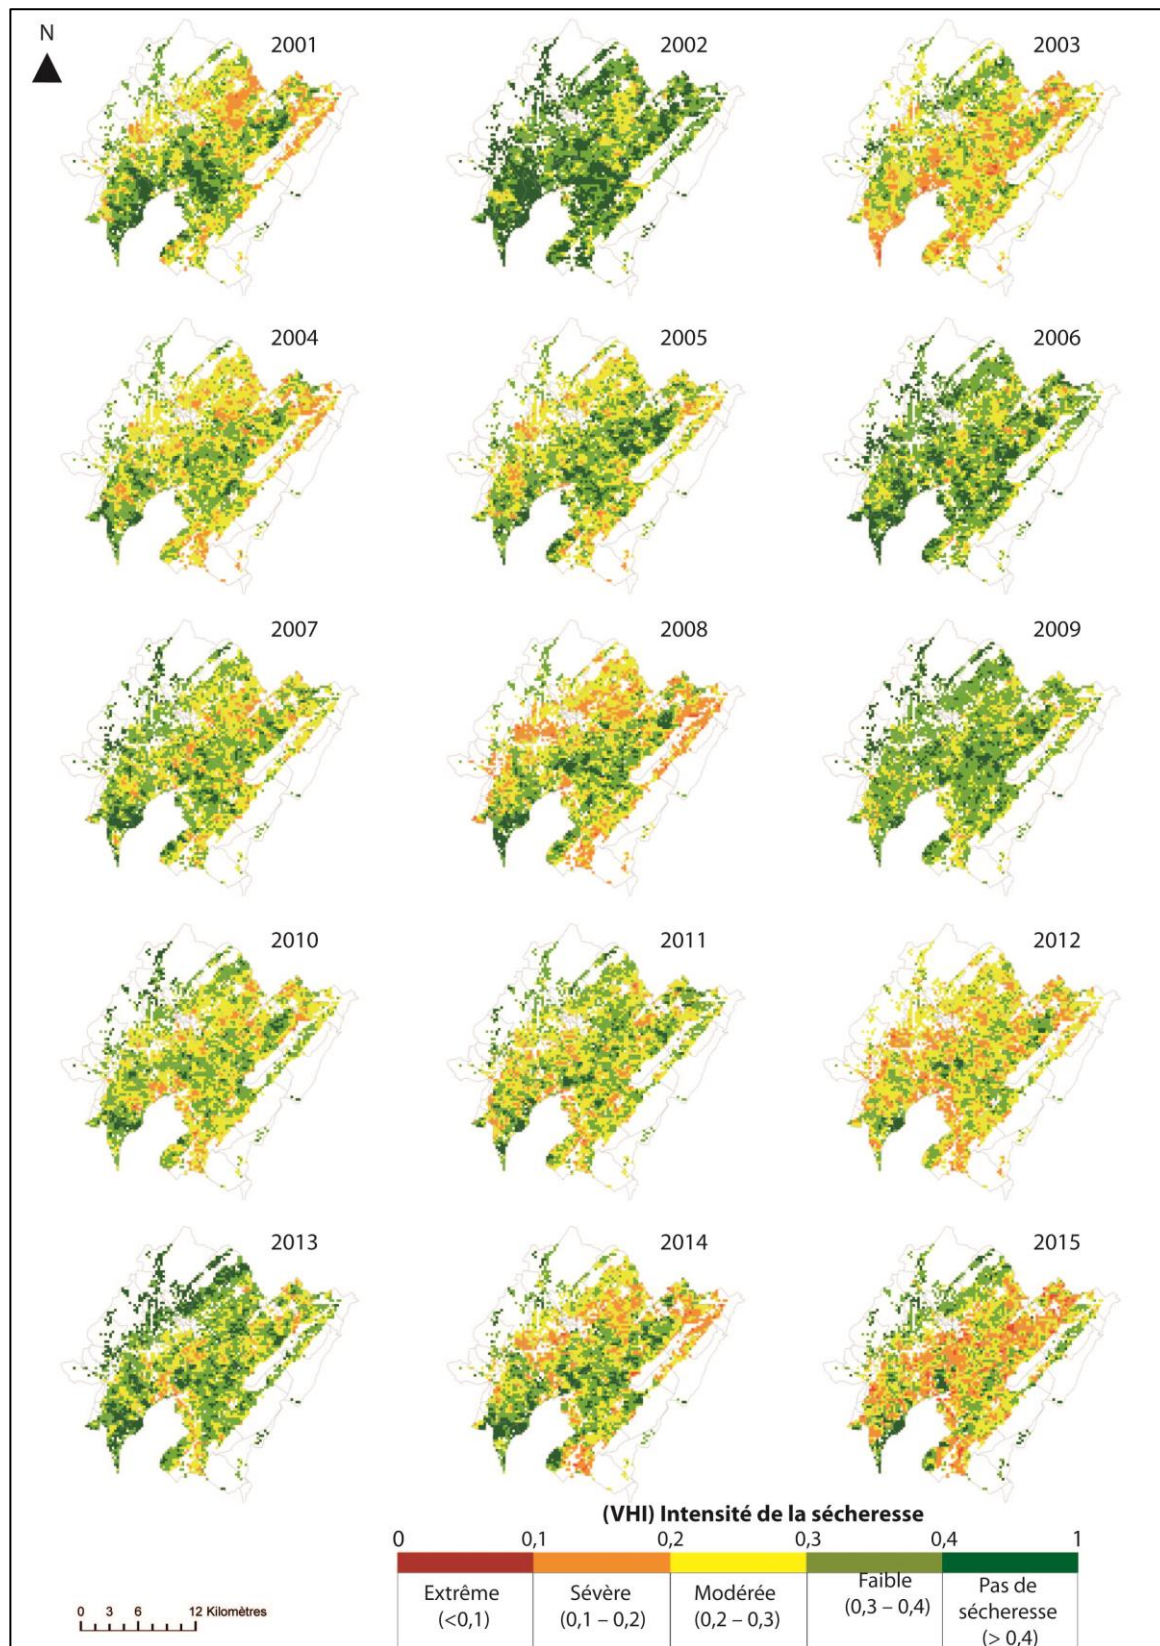 N
2001
2002
2003
2004
2005
2006
2007
2008
2009
2010
2011
2012
2013
2014
2015
(VHI) Intensité de la sécheresse
0 0,1 0,2 0,3 0,4 1
Extrême Sévère Modérée Faible Pas de
(<0,1) (0,1 – 0,2) (0,2 – 0,3) (0,3 – 0,4) sécheresse
(> 0,4)
0 3 6 12 Kilomètres